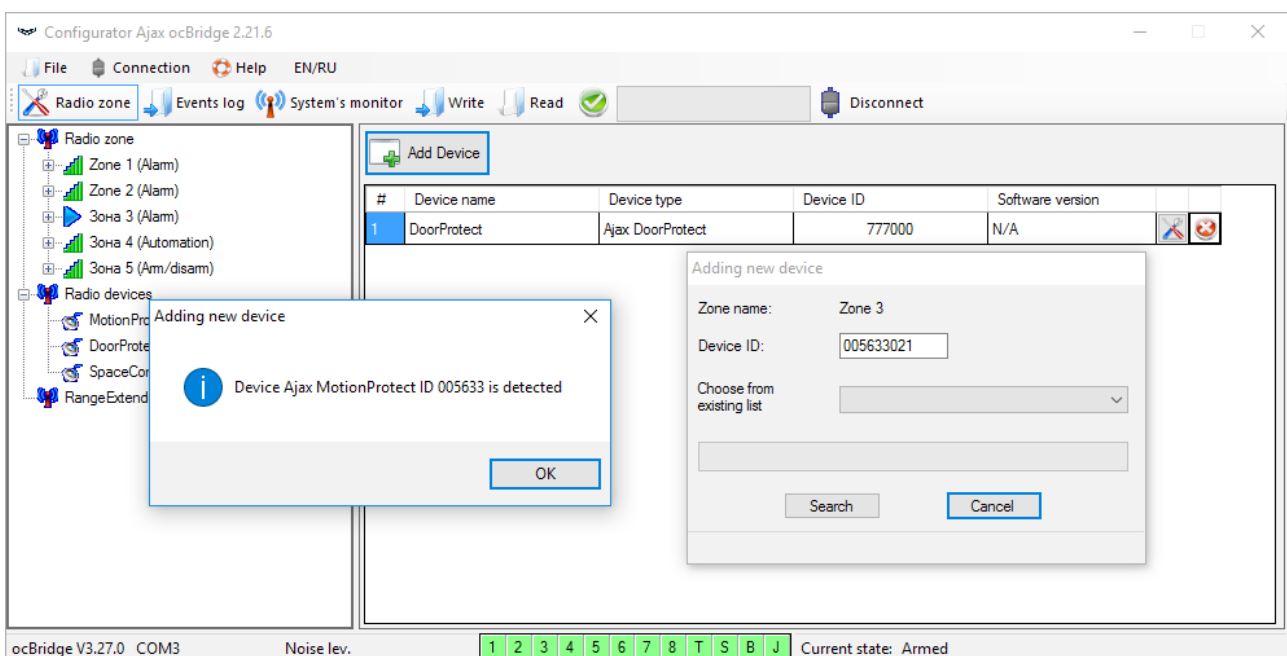 Configurator Ajax ocBridge 2.21.6
File Connection Help EN/RU
Radio zone Events log System's monitor Write Read Disconnect
Radio zone
Zone 1 (Alarm)
Zone 2 (Alarm)
Зона 3 (Alarm)
Зона 4 (Automation)
Зона 5 (Arm/disarm)
Radio devices
MotionPro
DoorProte
SpaceCon
RangeExtend
Add Device
# Device name Device type Device ID Software version
1 DoorProtect Ajax DoorProtect 777000 N/A
Adding new device
Device Ajax MotionProtect ID 005633 is detected
OK
Adding new device
Zone name: Zone 3
Device ID: 005633021
Choose from
existing list
Search Cancel
ocBridge V3.27.0 COM3 Noise lev. 1 2 3 4 5 6 7 8 T S B J Current state: Armed